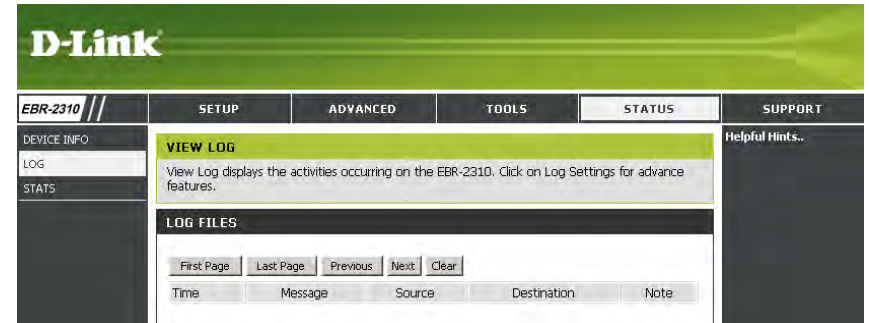 D-Link
EBR-2310 SETUP ADVANCED TOOLS STATUS SUPPORT
DEVICE INFO
LOG
STATS
VIEW LOG
View Log displays the activities occurring on the EBR-2310. Click on Log Settings for advance
features.
LOG FILES
First Page Last Page Previous Next Clear
Time Message Source Destination Note
Helpful Hints..